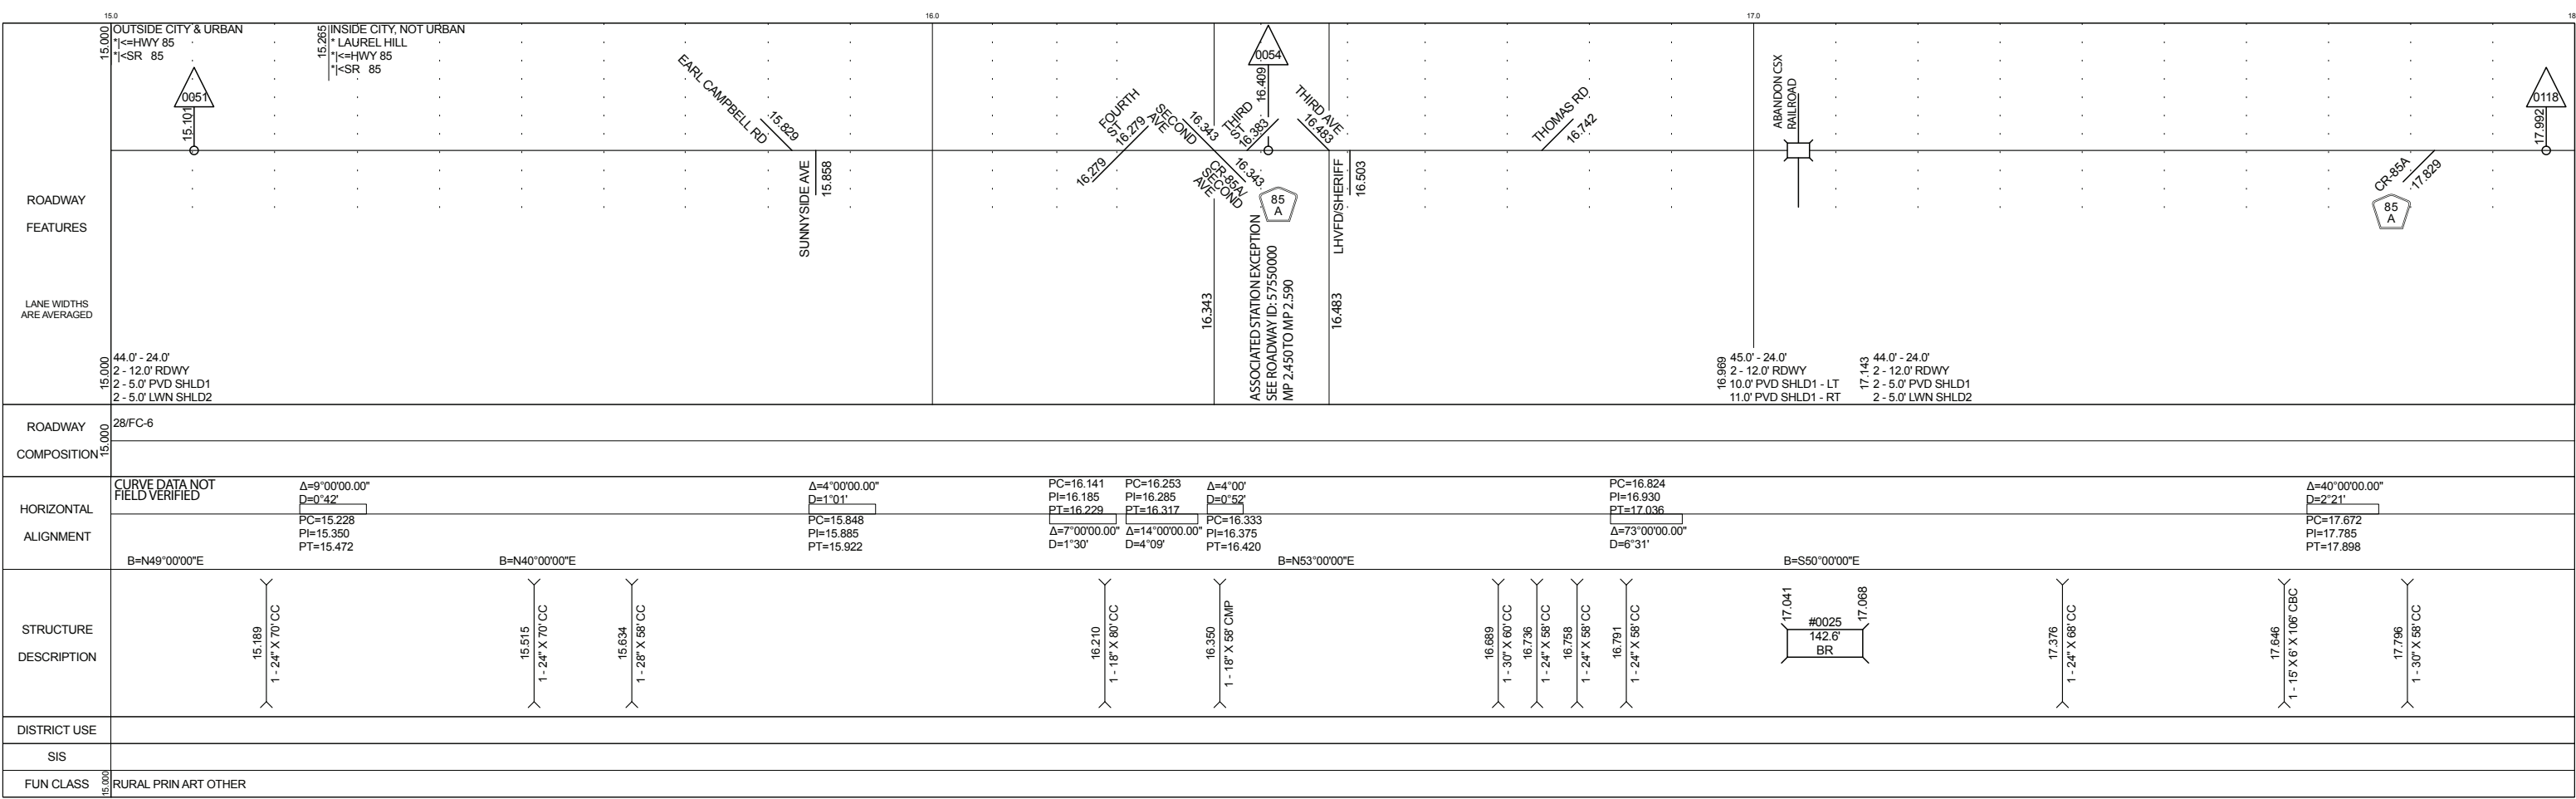 15.0
16.0
17.0
18
15.000
OUTSIDE CITY & URBAN
*|<=HWY 85
*|<SR 85
15.265
INSIDE CITY, NOT URBAN
* LAUREL HILL
*|<=HWY 85
*|<SR 85
0051
15.101
EARL CAMPBELL RD
15.829
SUNNYSIDE AVE
15.858
FOURTH
ST
16.279
16.279
SECOND
AVE
16.343
16.343
CR-85A/
SECOND
AVE
THIRD
ST
16.383
0054
16.409
85
A
THIRD AVE
16.483
LHVFD/SHERIFF
16.503
THOMAS RD
16.742
ABANDON CSX
RAILROAD
CR-85A
17.829
85
A
0118
17.992
ROADWAY
FEATURES
LANE WIDTHS
ARE AVERAGED
16.343
ASSOCIATED STATION EXCEPTION
SEE ROADWAY ID: 57550000
MP 2.450 TO MP 2.590
16.483
15.000
44.0' - 24.0'
2 - 12.0' RDWY
2 - 5.0' PVD SHLD1
2 - 5.0' LWN SHLD2
16.969
45.0' - 24.0'
2 - 12.0' RDWY
10.0' PVD SHLD1 - LT
11.0' PVD SHLD1 - RT
17.143
44.0' - 24.0'
2 - 12.0' RDWY
2 - 5.0' PVD SHLD1
2 - 5.0' LWN SHLD2
ROADWAY
COMPOSITION
15.000
28/FC-6
HORIZONTAL
ALIGNMENT
CURVE DATA NOT
FIELD VERIFIED
Δ=9°00'00.00"
D=0°42'
PC=15.228
PI=15.350
PT=15.472
Δ=4°00'00.00"
D=1°01'
PC=15.848
PI=15.885
PT=15.922
PC=16.141
PI=16.185
PT=16.229
Δ=7°00'00.00"
D=1°30'
PC=16.253
PI=16.285
PT=16.317
Δ=14°00'00.00"
D=4°09'
Δ=4°00'
D=0°52'
PC=16.333
PI=16.375
PT=16.420
PC=16.824
PI=16.930
PT=17.036
Δ=73°00'00.00"
D=6°31'
Δ=40°00'00.00"
D=2°21'
PC=17.672
PI=17.785
PT=17.898
B=N49°00'00"E
B=N40°00'00"E
B=N53°00'00"E
B=S50°00'00"E
STRUCTURE
DESCRIPTION
15.189
1 - 24" X 70' CC
15.515
1 - 24" X 70' CC
15.634
1 - 28" X 58' CC
16.210
1 - 18" X 80' CC
16.350
1 - 18" X 58' CMP
16.689
1 - 30" X 60' CC
16.736
1 - 24" X 58' CC
16.758
1 - 24" X 58' CC
16.791
1 - 24" X 58' CC
17.041
#0025
142.6'
BR
17.068
17.376
1 - 24" X 68' CC
17.646
1 - 15' X 6' X 106' CBC
17.796
1 - 30" X 58' CC
DISTRICT USE
SIS
FUN CLASS
15.000
RURAL PRIN ART OTHER